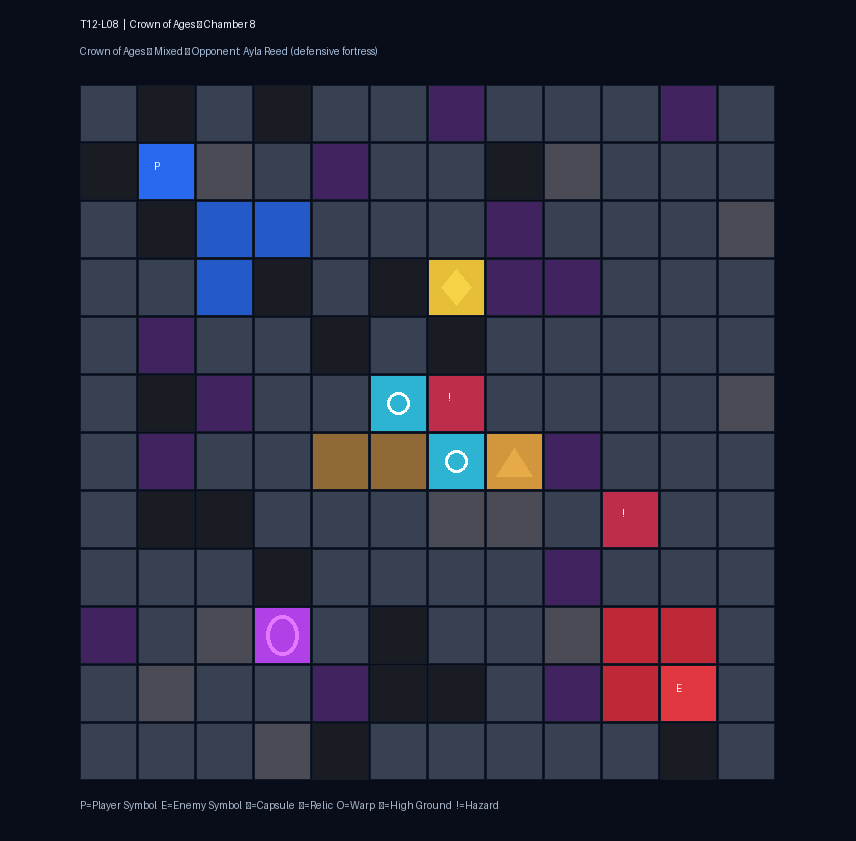 T12-L08 | Crown of Ages▯Chamber 8
Crown of Ages▯Mixed▯Opponent: Ayla Reed (defensive fortress)
P
!
!
E
P=Player Symbol E=Enemy Symbol ▯=Capsule ▯=Relic O=Warp ▯=High Ground !=Hazard